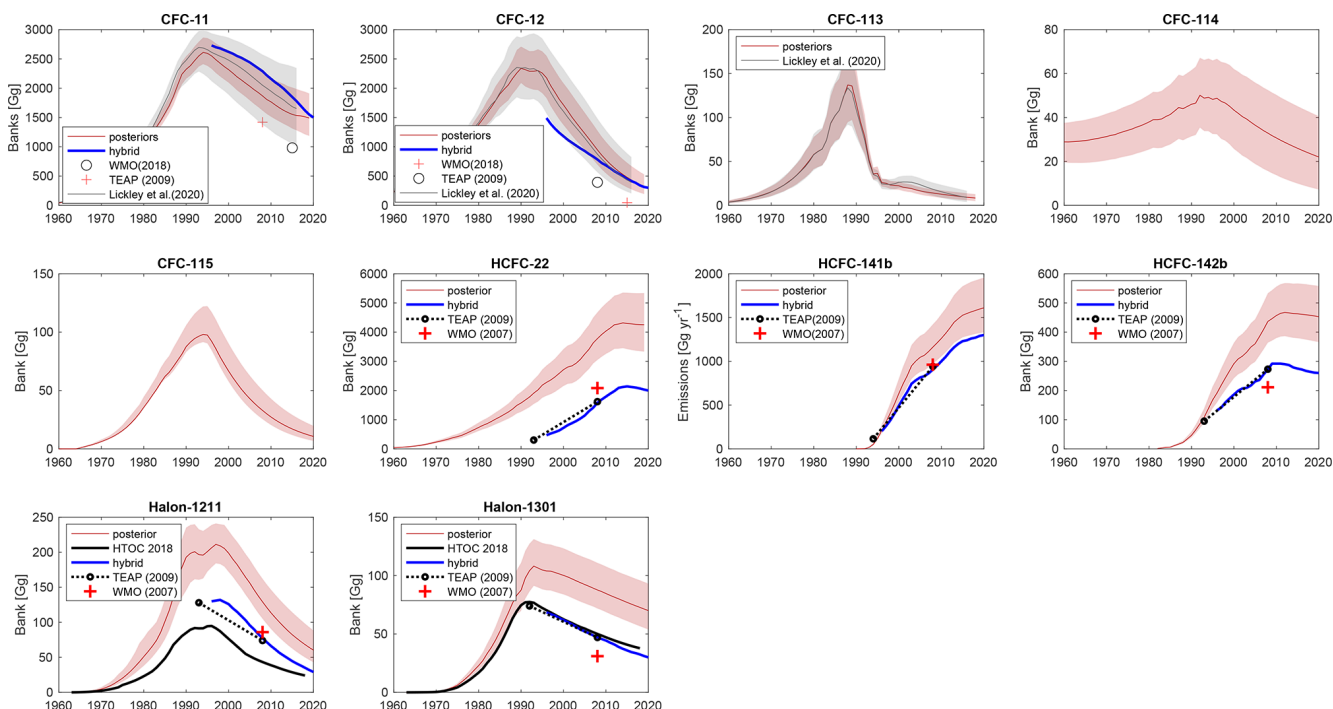 CFC-11
3000
2500
2000
1500
1000
500
0
Banks [Gg]
posteriors
hybrid
WMO(2018)
TEAP (2009)
Lickley et al.(2020)
1960 1970 1980 1990 2000 2010 2020
CFC-12
3000
2500
2000
1500
1000
500
0
Banks [Gg]
posteriors
hybrid
WMO(2018)
TEAP (2009)
Lickley et al.(2020)
1960 1970 1980 1990 2000 2010 2020
CFC-113
200
150
100
50
0
Banks [Gg]
posteriors
Lickley et al. (2020)
1960 1970 1980 1990 2000 2010 2020
CFC-114
80
60
40
20
0
Bank [Gg]
1960 1970 1980 1990 2000 2010 2020
CFC-115
150
100
50
0
Bank [Gg]
1960 1970 1980 1990 2000 2010 2020
HCFC-22
6000
5000
4000
3000
2000
1000
0
Bank [Gg]
posterior
hybrid
TEAP (2009)
WMO (2007)
1960 1970 1980 1990 2000 2010 2020
HCFC-141b
2000
1500
1000
500
0
Emissions [Gg yr⁻¹]
posterior
hybrid
TEAP(2009)
WMO(2007)
1960 1970 1980 1990 2000 2010 2020
HCFC-142b
600
500
400
300
200
100
0
Bank [Gg]
posterior
hybrid
TEAP (2009)
WMO (2007)
1960 1970 1980 1990 2000 2010 2020
Halon-1211
250
200
150
100
50
0
Bank [Gg]
posterior
HTOC 2018
hybrid
TEAP (2009)
WMO (2007)
1960 1970 1980 1990 2000 2010 2020
Halon-1301
150
100
50
0
Bank [Gg]
posterior
HTOC 2018
hybrid
TEAP (2009)
WMO (2007)
1960 1970 1980 1990 2000 2010 2020